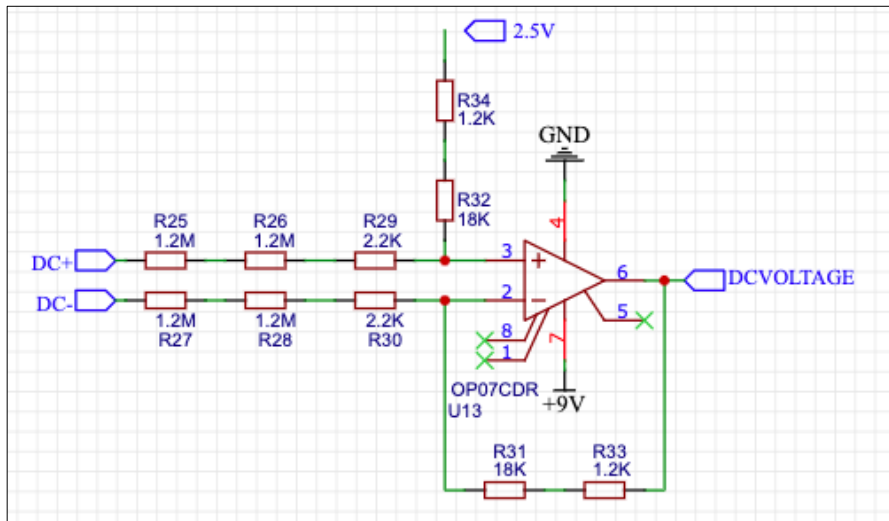 2.5V
R34
1.2K
GND
R32
18K
4
R25
1.2M
R26
1.2M
R29
2.2K
DC+
3
6
DCVOLTAGE
DC-
2
5
1.2M
R27
1.2M
R28
2.2K
R30
8
1
7
OP07CDR
U13
+9V
R31
18K
R33
1.2K